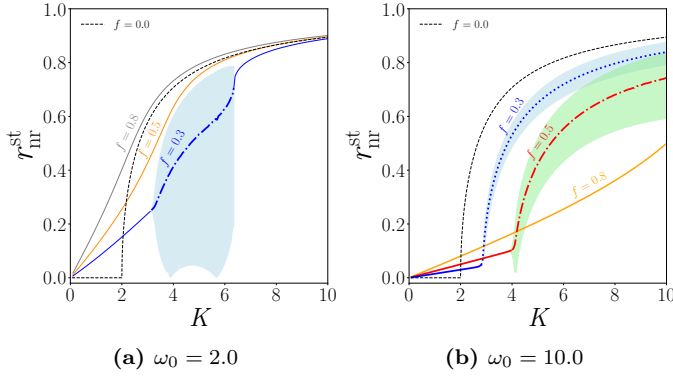 1.0
0.8
0.6
0.4
0.2
0.0
r_nr^st
f = 0.0
f = 0.8
f = 0.5
f = 0.3
0 2 4 6 8 10
K
(a) ω₀ = 2.0
1.0
0.8
0.6
0.4
0.2
0.0
r_nr^st
f = 0.0
f = 0.3
f = 0.5
f = 0.8
0 2 4 6 8 10
K
(b) ω₀ = 10.0